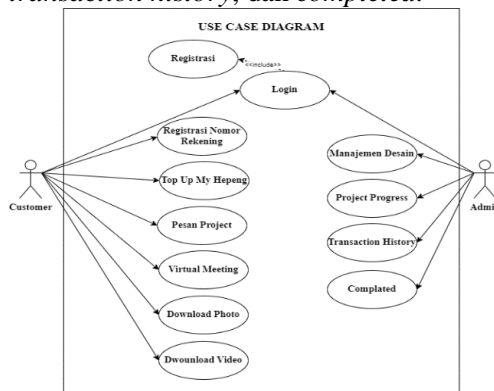 transaction history, dan completed.
USE CASE DIAGRAM
Registrasi
<<include>>
Login
Registrasi Nomor
Rekening
Manajemen Desain
Top Up My Hepeng
Project Progress
Customer
Admi
Pesan Project
Transaction History
Virtual Meeting
Complated
Download Photo
Dwounload Video